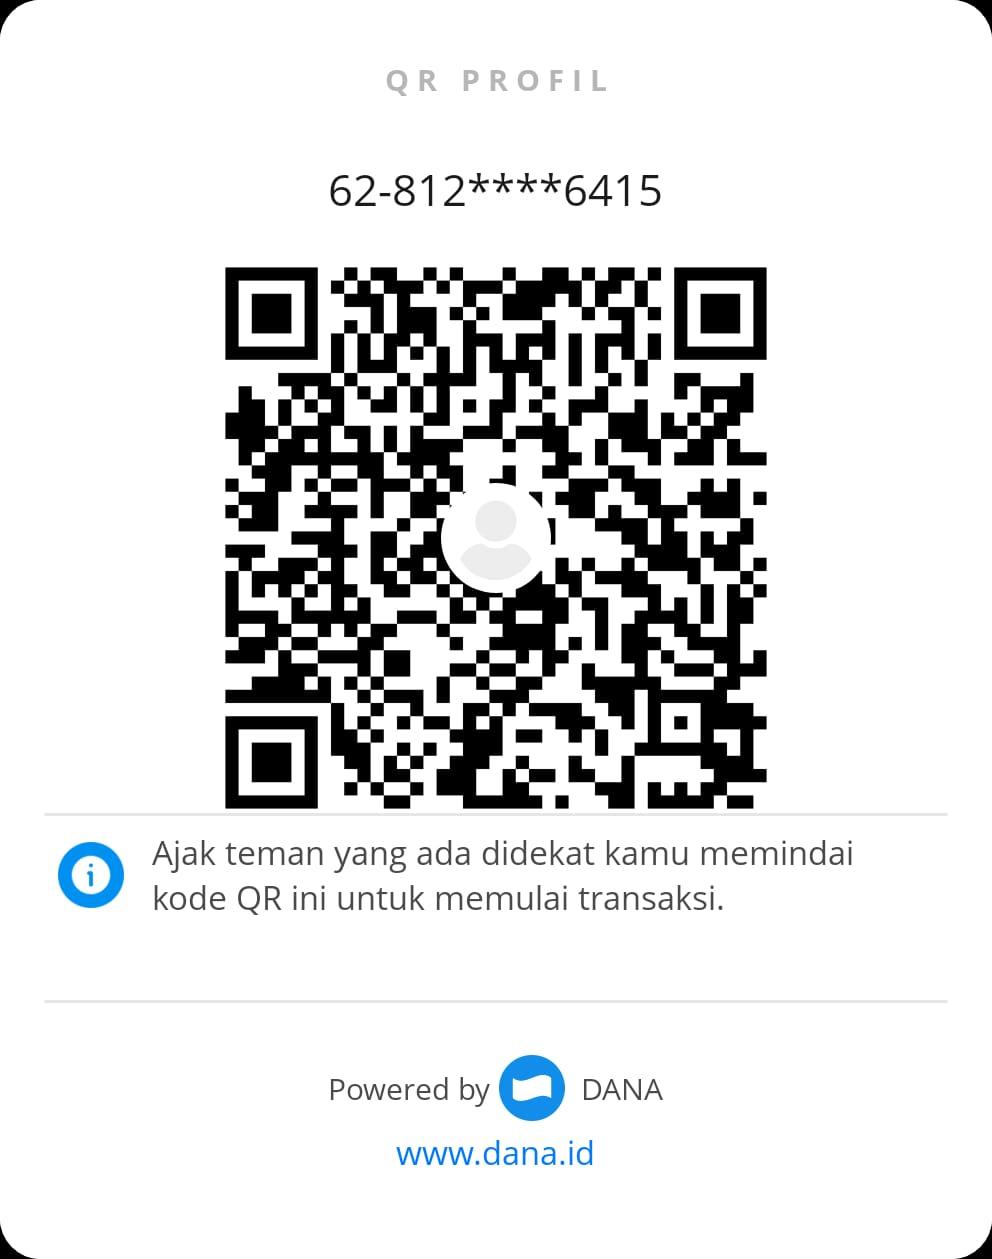 QR PROFIL
62-812****6415
Ajak teman yang ada didekat kamu memindai
kode QR ini untuk memulai transaksi.
Powered by DANA
www.dana.id